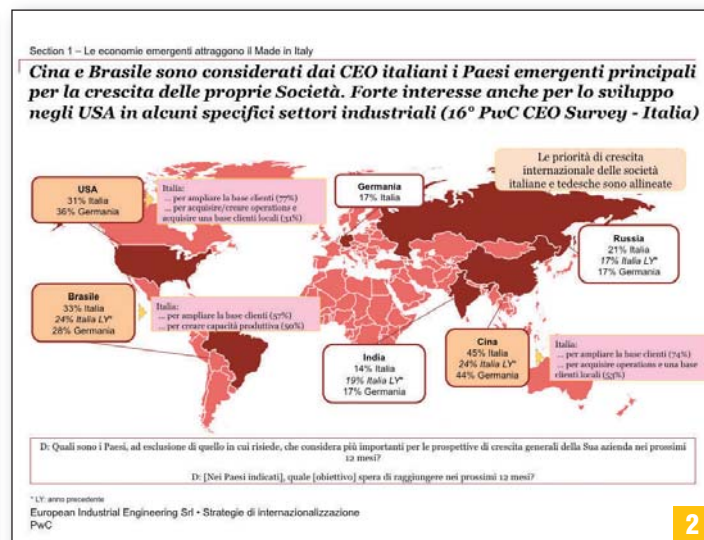 Section 1 – Le economie emergenti attraggono il Made in Italy
Cina e Brasile sono considerati dai CEO italiani i Paesi emergenti principali
per la crescita delle proprie Società. Forte interesse anche per lo sviluppo
negli USA in alcuni specifici settori industriali (16° PwC CEO Survey - Italia)
Le priorità di crescita
internazionale delle società
italiane e tedesche sono allineate
USA
31% Italia
36% Germania
Italia:
... per ampliare la base clienti (77%)
... per acquisire/creare operations e
acquisire una base clienti locali (31%)
Germania
17% Italia
Russia
21% Italia
17% Italia LY*
17% Germania
Brasile
33% Italia
24% Italia LY*
28% Germania
Italia:
... per ampliare la base clienti (57%)
... per creare capacità produttiva (50%)
India
14% Italia
19% Italia LY*
17% Germania
Cina
45% Italia
24% Italia LY*
44% Germania
Italia:
... per ampliare la base clienti (74%)
... per acquisire operations e una base
clienti locali (53%)
D: Quali sono i Paesi, ad esclusione di quello in cui risiede, che considera più importanti per le prospettive di crescita generali della Sua azienda nei prossimi
12 mesi?
D: [Nei Paesi indicati], quale [obiettivo] spera di raggiungere nei prossimi 12 mesi?
* LY: anno precedente
European Industrial Engineering Srl • Strategie di internazionalizzazione
PwC
2